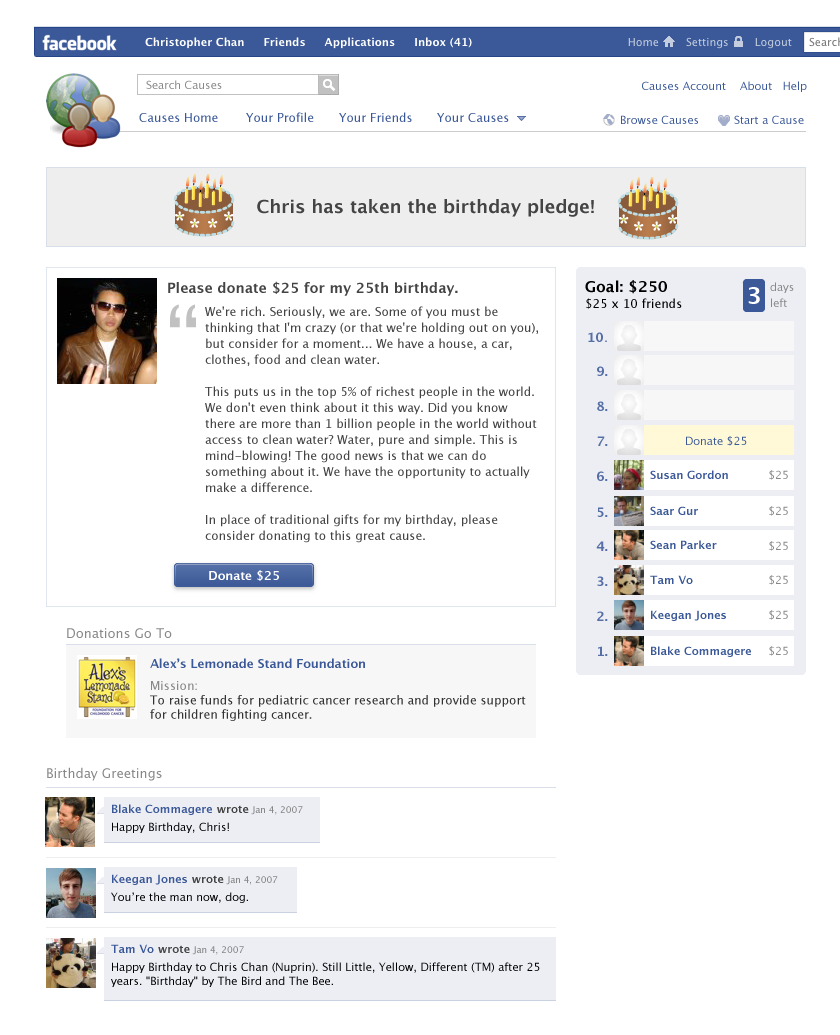 facebook Christopher Chan Friends Applications Inbox (41) Home Settings Logout Search
Search Causes
Causes Account About Help
Causes Home Your Profile Your Friends Your Causes
Browse Causes Start a Cause
Chris has taken the birthday pledge!
Please donate $25 for my 25th birthday.
We're rich. Seriously, we are. Some of you must be
thinking that I'm crazy (or that we're holding out on you),
but consider for a moment... We have a house, a car,
clothes, food and clean water.
This puts us in the top 5% of richest people in the world.
We don't even think about it this way. Did you know
there are more than 1 billion people in the world without
access to clean water? Water, pure and simple. This is
mind-blowing! The good news is that we can do
something about it. We have the opportunity to actually
make a difference.
In place of traditional gifts for my birthday, please
consider donating to this great cause.
Donate $25
Goal: $250
$25 x 10 friends
3 days
left
10.
9.
8.
7. Donate $25
6. Susan Gordon $25
5. Saar Gur $25
4. Sean Parker $25
3. Tam Vo $25
2. Keegan Jones $25
1. Blake Commagere $25
Donations Go To
Alex's
Lemonade
Stand
FOUNDATION FOR
CHILDHOOD CANCER
Alex's Lemonade Stand Foundation
Mission:
To raise funds for pediatric cancer research and provide support
for children fighting cancer.
Birthday Greetings
Blake Commagere wrote Jan 4, 2007
Happy Birthday, Chris!
Keegan Jones wrote Jan 4, 2007
You're the man now, dog.
Tam Vo wrote Jan 4, 2007
Happy Birthday to Chris Chan (Nuprin). Still Little, Yellow, Different (TM) after 25
years. "Birthday" by The Bird and The Bee.